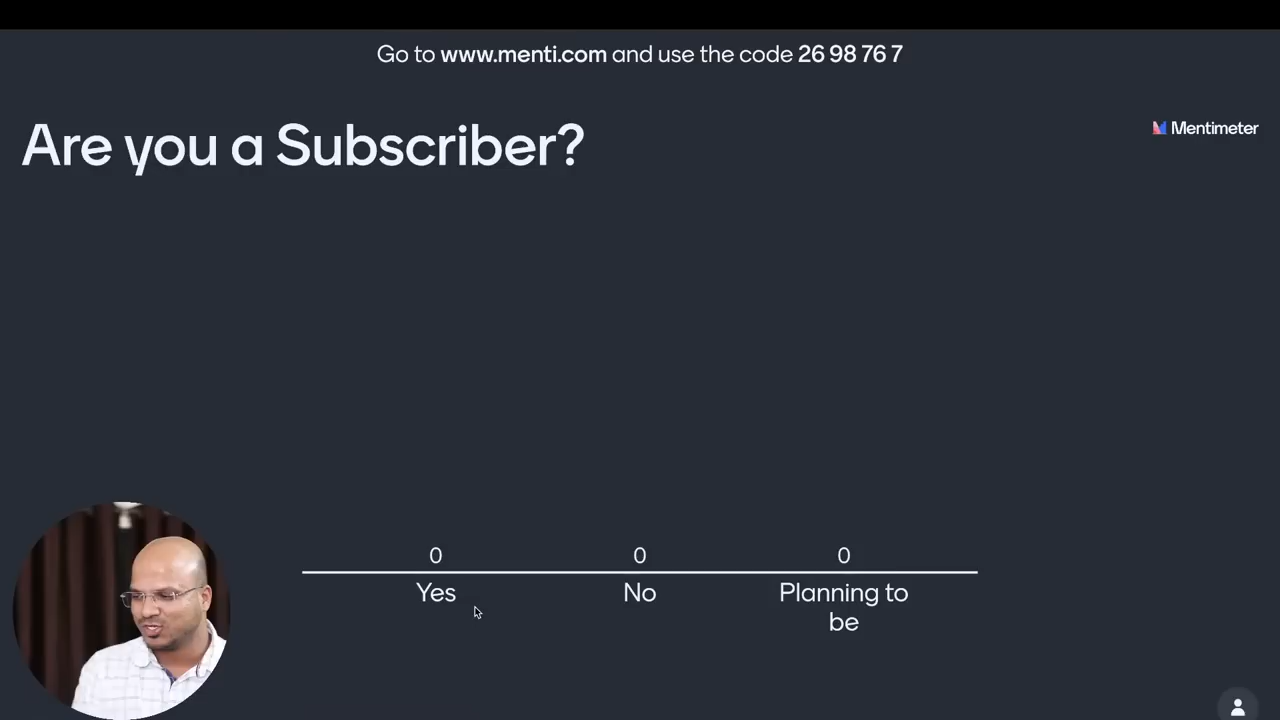 Go to www.menti.com and use the code 26 98 76 7
Are you a Subscriber?
Mentimeter
0 0 0
Yes No Planning to
be